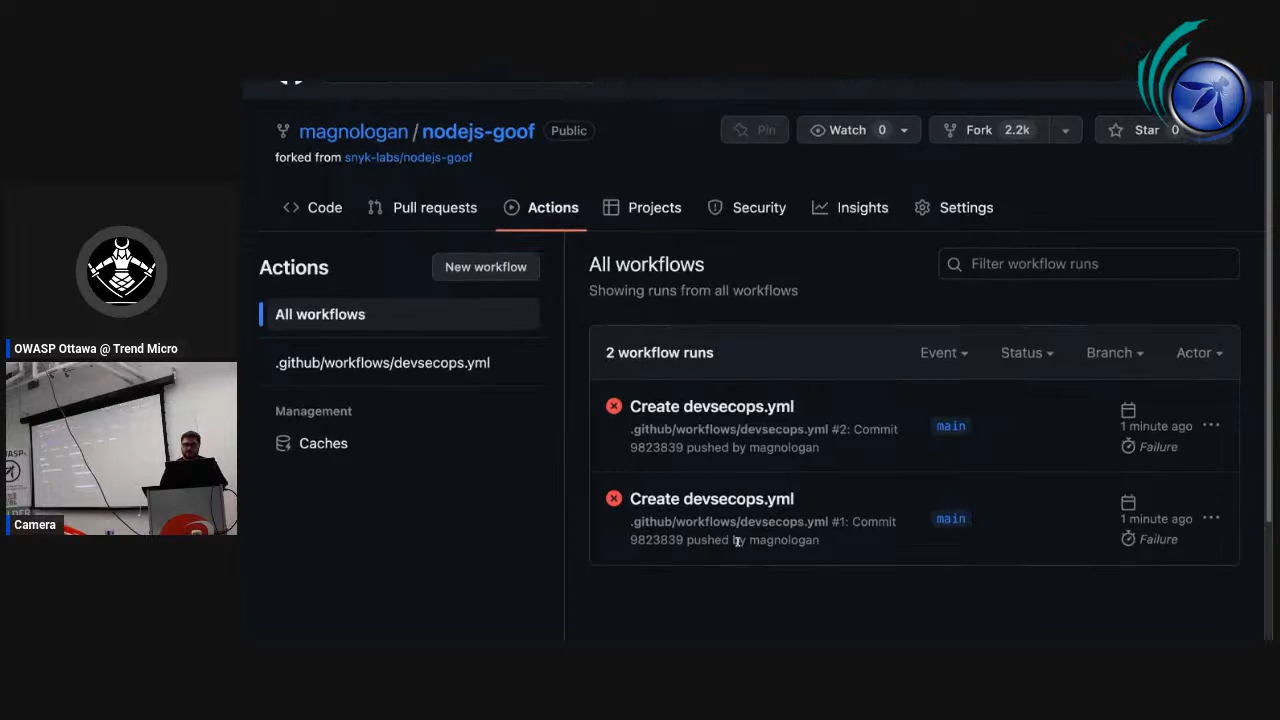 magnologan / nodejs-goof Public
Pin
Watch 0
Fork 2.2k
Star 0
forked from snyk-labs/nodejs-goof
Code
Pull requests
Actions
Projects
Security
Insights
Settings
Actions
New workflow
All workflows
.github/workflows/devsecops.yml
Management
Caches
All workflows
Showing runs from all workflows
Filter workflow runs
2 workflow runs
Event
Status
Branch
Actor
Create devsecops.yml
.github/workflows/devsecops.yml #2: Commit
9823839 pushed by magnologan
main
1 minute ago
Failure
Create devsecops.yml
.github/workflows/devsecops.yml #1: Commit
9823839 pushed by magnologan
main
1 minute ago
Failure
OWASP Ottawa @ Trend Micro
Camera